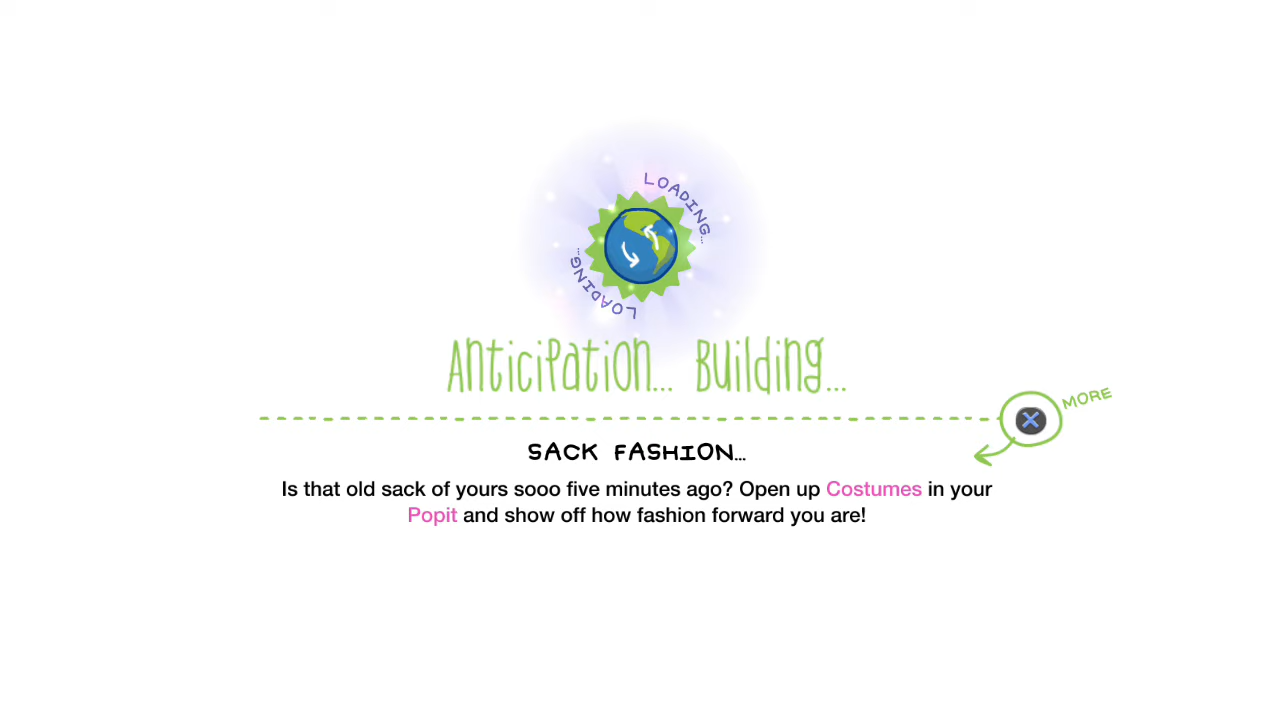 LOADING...
LOADING...
Anticipation... Building...
MORE
SACK FASHION...
Is that old sack of yours sooo five minutes ago? Open up Costumes in your
Popit and show off how fashion forward you are!